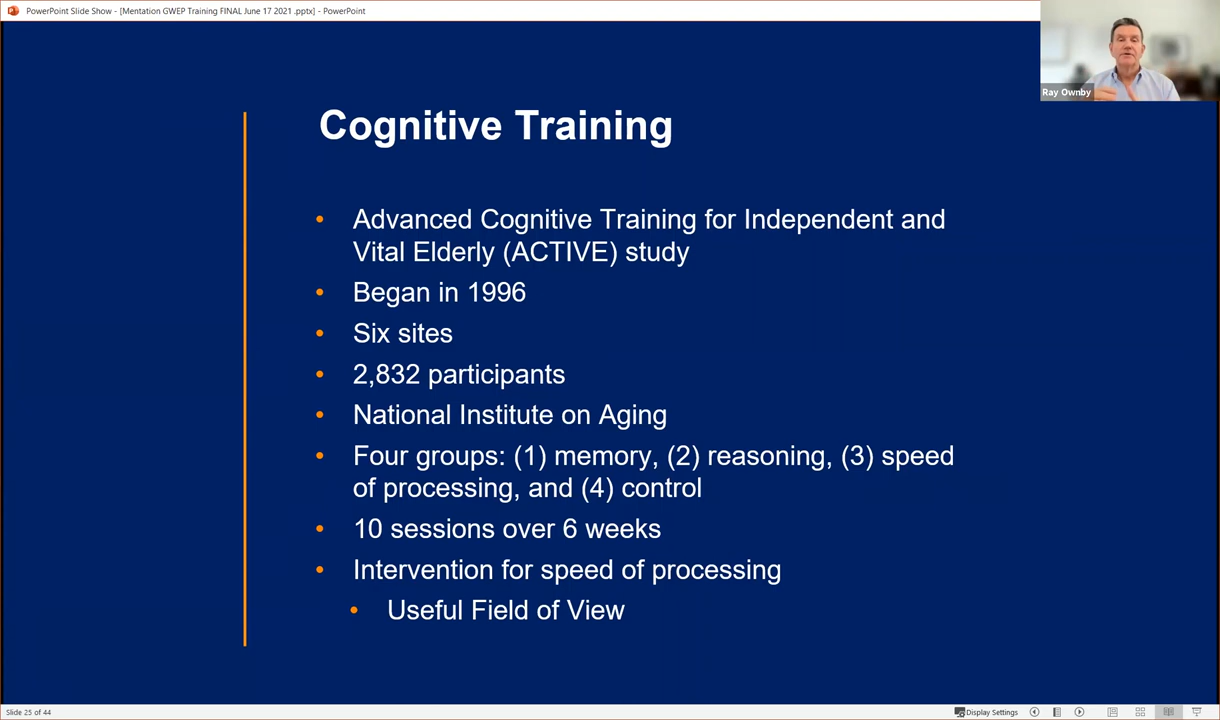 PowerPoint Slide Show - [Mentation GWEP Training FINAL June 17 2021 .pptx] - PowerPoint
Ray Ownby
Cognitive Training
• Advanced Cognitive Training for Independent and
Vital Elderly (ACTIVE) study
• Began in 1996
• Six sites
• 2,832 participants
• National Institute on Aging
• Four groups: (1) memory, (2) reasoning, (3) speed
of processing, and (4) control
• 10 sessions over 6 weeks
• Intervention for speed of processing
• Useful Field of View
Slide 25 of 44
Display Settings